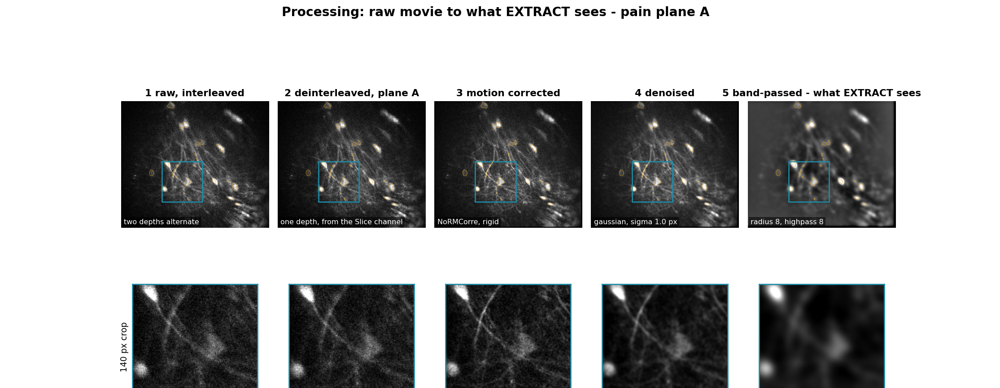 Processing: raw movie to what EXTRACT sees - pain plane A
1 raw, interleaved
2 deinterleaved, plane A
3 motion corrected
4 denoised
5 band-passed - what EXTRACT sees
two depths alternate
one depth, from the Slice channel
NoRMCorre, rigid
gaussian, sigma 1.0 px
radius 8, highpass 8
140 px crop